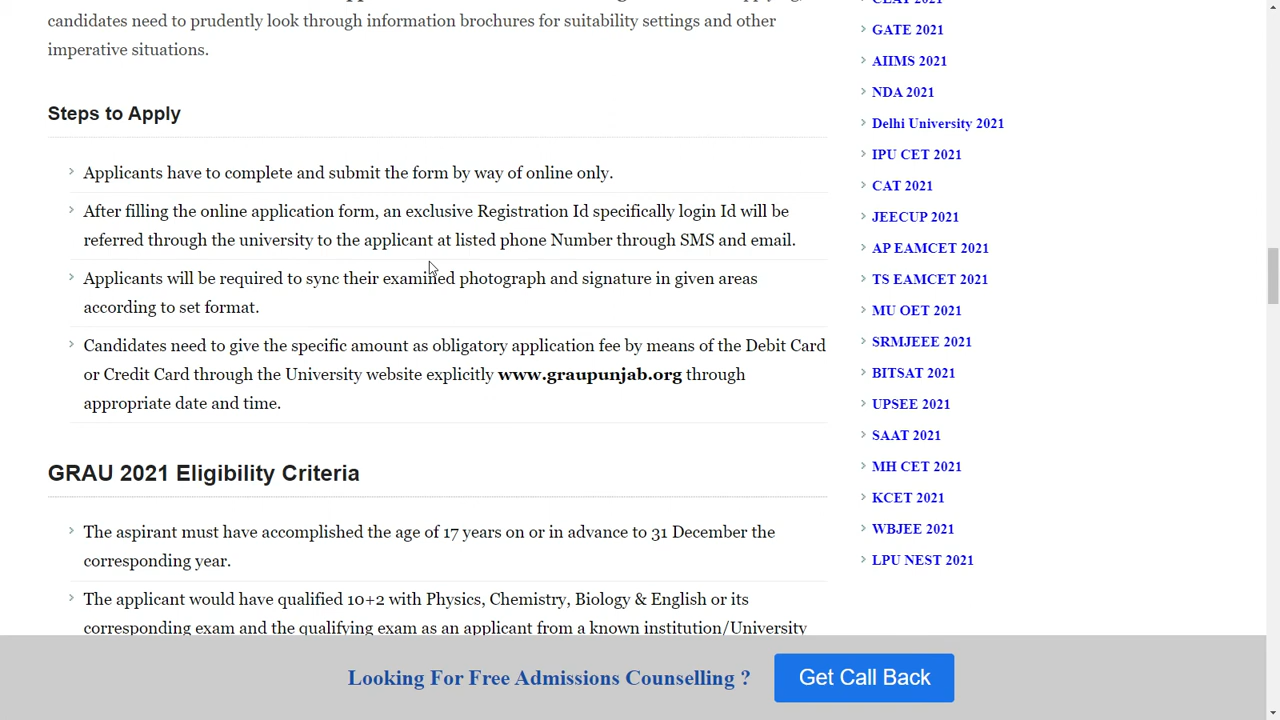 candidates need to prudently look through information brochures for suitability settings and other
imperative situations.
Steps to Apply
Applicants have to complete and submit the form by way of online only.
After filling the online application form, an exclusive Registration Id specifically login Id will be
referred through the university to the applicant at listed phone Number through SMS and email.
Applicants will be required to sync their examined photograph and signature in given areas
according to set format.
Candidates need to give the specific amount as obligatory application fee by means of the Debit Card
or Credit Card through the University website explicitly www.graupunjab.org through
appropriate date and time.
GRAU 2021 Eligibility Criteria
The aspirant must have accomplished the age of 17 years on or in advance to 31 December the
corresponding year.
The applicant would have qualified 10+2 with Physics, Chemistry, Biology & English or its
corresponding exam and the qualifying exam as an applicant from a known institution/University
GATE 2021
AIIMS 2021
NDA 2021
Delhi University 2021
IPU CET 2021
CAT 2021
JEECUP 2021
AP EAMCET 2021
TS EAMCET 2021
MU OET 2021
SRMJEEE 2021
BITSAT 2021
UPSEE 2021
SAAT 2021
MH CET 2021
KCET 2021
WBJEE 2021
LPU NEST 2021
Looking For Free Admissions Counselling ?
Get Call Back